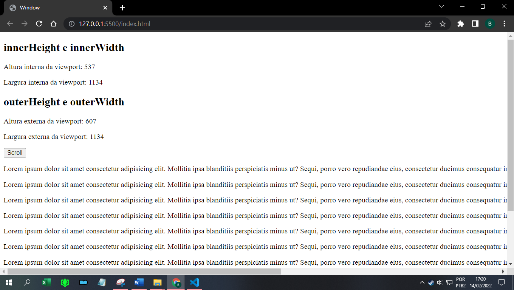 Window
127.0.0.1:5500/index.html
B
innerHeight e innerWidth
Altura interna da viewport: 537
Largura interna da viewport: 1134
outerHeight e outerWidth
Altura externa da viewport: 607
Largura externa da viewport: 1134
Scroll
Lorem ipsum dolor sit amet consectetur adipisicing elit. Mollitia ipsa blanditiis perspiciatis minus ut? Sequi, porro vero repudiandae eius, consectetur ducimus consequatur i
Lorem ipsum dolor sit amet consectetur adipisicing elit. Mollitia ipsa blanditiis perspiciatis minus ut? Sequi, porro vero repudiandae eius, consectetur ducimus consequatur i
Lorem ipsum dolor sit amet consectetur adipisicing elit. Mollitia ipsa blanditiis perspiciatis minus ut? Sequi, porro vero repudiandae eius, consectetur ducimus consequatur i
Lorem ipsum dolor sit amet consectetur adipisicing elit. Mollitia ipsa blanditiis perspiciatis minus ut? Sequi, porro vero repudiandae eius, consectetur ducimus consequatur i
Lorem ipsum dolor sit amet consectetur adipisicing elit. Mollitia ipsa blanditiis perspiciatis minus ut? Sequi, porro vero repudiandae eius, consectetur ducimus consequatur i
Lorem ipsum dolor sit amet consectetur adipisicing elit. Mollitia ipsa blanditiis perspiciatis minus ut? Sequi, porro vero repudiandae eius, consectetur ducimus consequatur i
Lorem ipsum dolor sit amet consectetur adipisicing elit. Mollitia ipsa blanditiis perspiciatis minus ut? Sequi, porro vero repudiandae eius, consectetur ducimus consequatur i
POR 17:00
PTB2